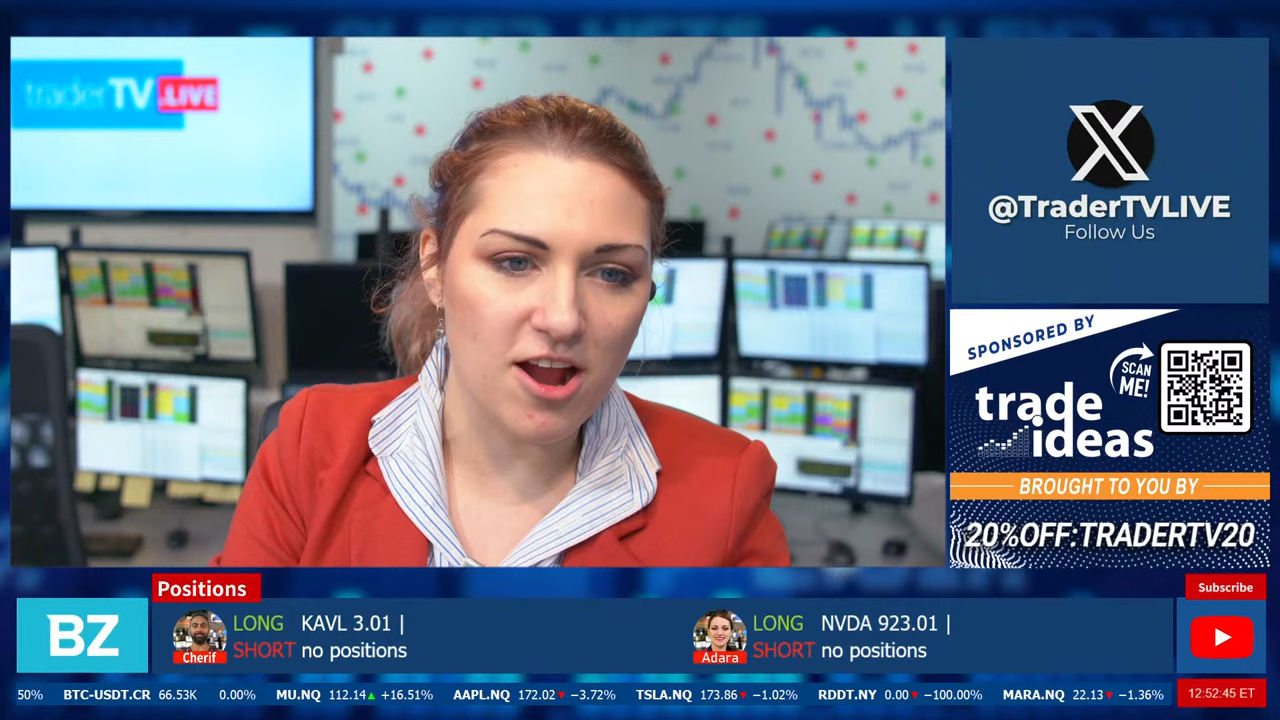 traderTV.LIVE
@TraderTVLIVE
Follow Us
SPONSORED BY
SCAN
ME!
trade
ideas
BROUGHT TO YOU BY
20%OFF:TRADERTV20
Positions
BZ
Cherif
LONG KAVL 3.01 |
SHORT no positions
Adara
LONG NVDA 923.01 |
SHORT no positions
Subscribe
50% BTC-USDT.CR 66.53K 0.00% MU.NQ 112.14▲ +16.51% AAPL.NQ 172.02▼ −3.72% TSLA.NQ 173.86▼ −1.02% RDDT.NY 0.00▼ −100.00% MARA.NQ 22.13▼ −1.36%
12:52:45 ET